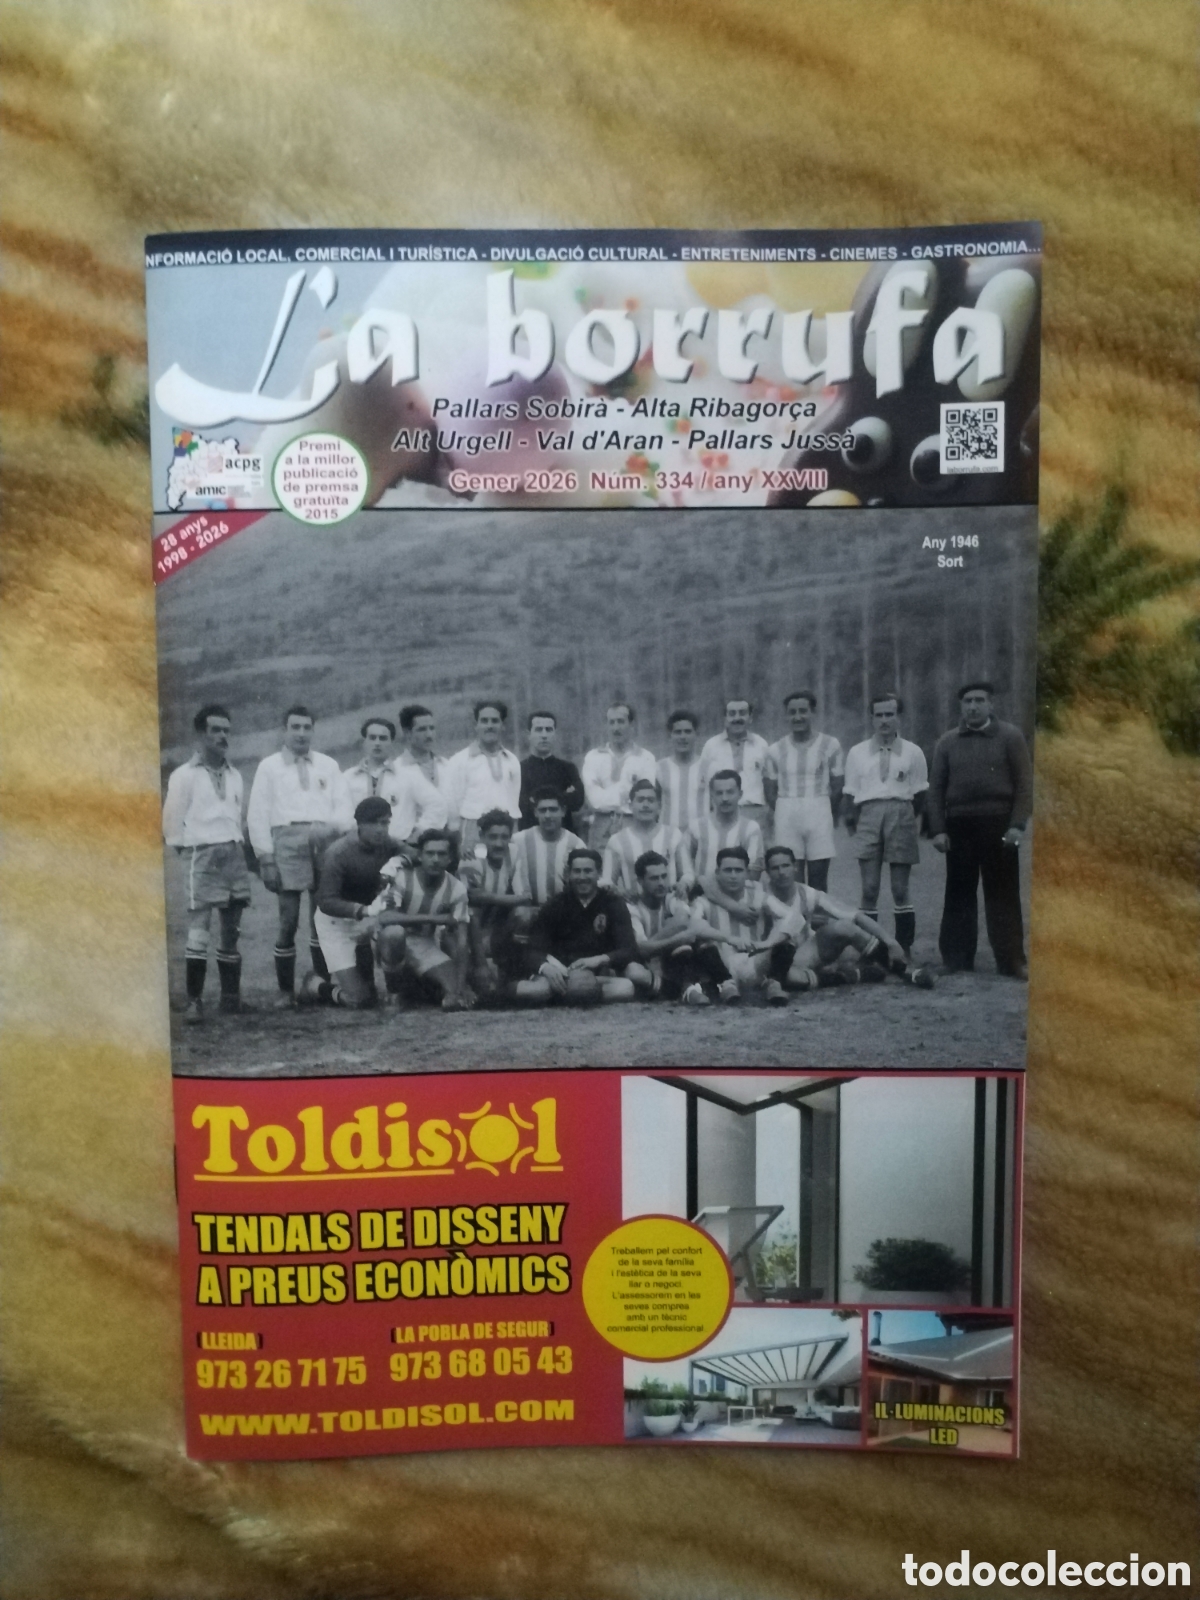 NFORMACIÓ LOCAL, COMERCIAL I TURÍSTICA - DIVULGACIÓ CULTURAL - ENTRETENIMENTS - CINEMES - GASTRONOMIA...
La borrufa
Pallars Sobirà - Alta Ribagorça
Alt Urgell - Val d'Aran - Pallars Jussà
Gener 2026 Núm. 334 / any XXVIII
laborrufa.com
acpg
amic
Premi
a la millor
publicació
de premsa
gratuïta
2015
28 anys
1998 - 2026
Any 1946
Sort
Toldisol
TENDALS DE DISSENY
A PREUS ECONÒMICS
LLEIDA
973 26 71 75
LA POBLA DE SEGUR
973 68 05 43
WWW.TOLDISOL.COM
Treballem pel confort
de la seva família
i l'estètica de la seva
llar o negoci.
L'assessorem en les
seves compres
amb un tècnic
comercial professional
IL·LUMINACIONS
LED
todocoleccion